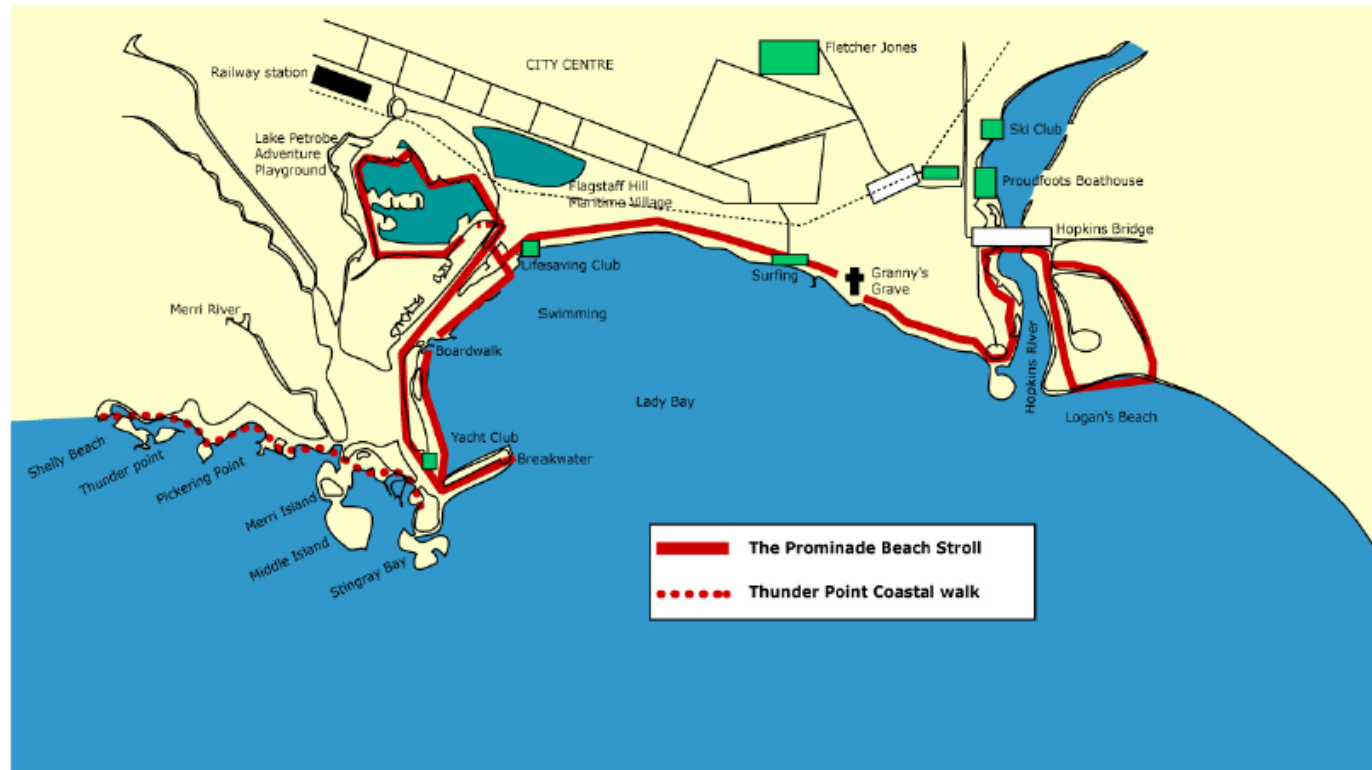 Fletcher Jones
CITY CENTRE
Railway station
Ski Club
Lake Petrobe
Adventure
Playground
Proudfoots Boathouse
Flagstaff Hill
Maritime Village
Hopkins Bridge
Lifesaving Club
Surfing
Granny's
Grave
Merri River
Swimming
Boardwalk
Hopkins River
Lady Bay
Logan's Beach
Yacht Club
Breakwater
Shelly Beach
Thunder point
Pickering Point
Merri Island
Middle Island
Stingray Bay
The Prominade Beach Stroll
Thunder Point Coastal walk